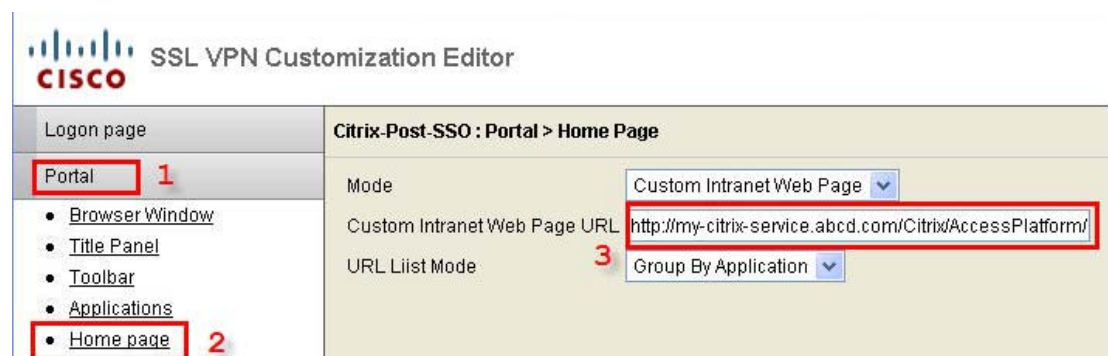 CISCO
SSL VPN Customization Editor
Logon page
Portal
1
• Browser Window
• Title Panel
• Toolbar
• Applications
• Home page
2
Citrix-Post-SSO : Portal > Home Page
Mode
Custom Intranet Web Page
Custom Intranet Web Page URL
http://my-citrix-service.abcd.com/Citrix/AccessPlatform/
3
URL Liist Mode
Group By Application